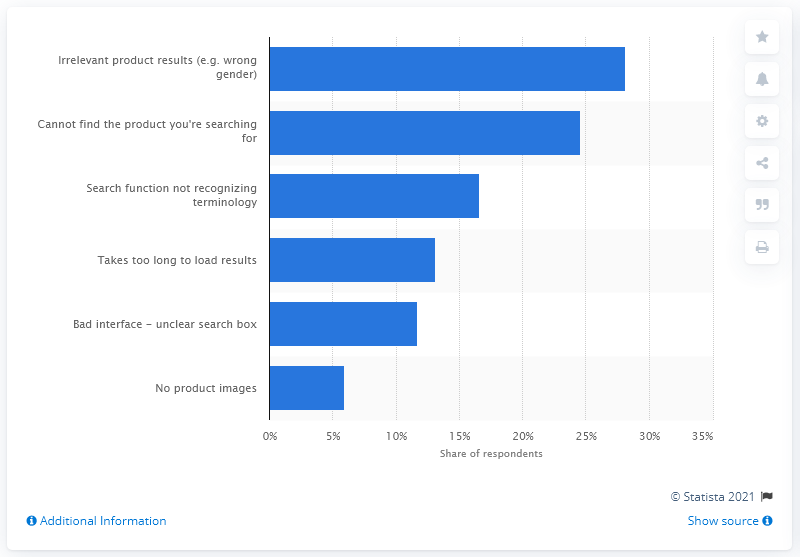 Irrelevant product results (e.g. wrong
gender)
Cannot find the product you're searching
for
Search function not recognizing
terminology
Takes too long to load results
Bad interface – unclear search box
No product images
0% 5% 10% 15% 20% 25% 30% 35%
Share of respondents
© Statista 2021
Additional Information
Show source